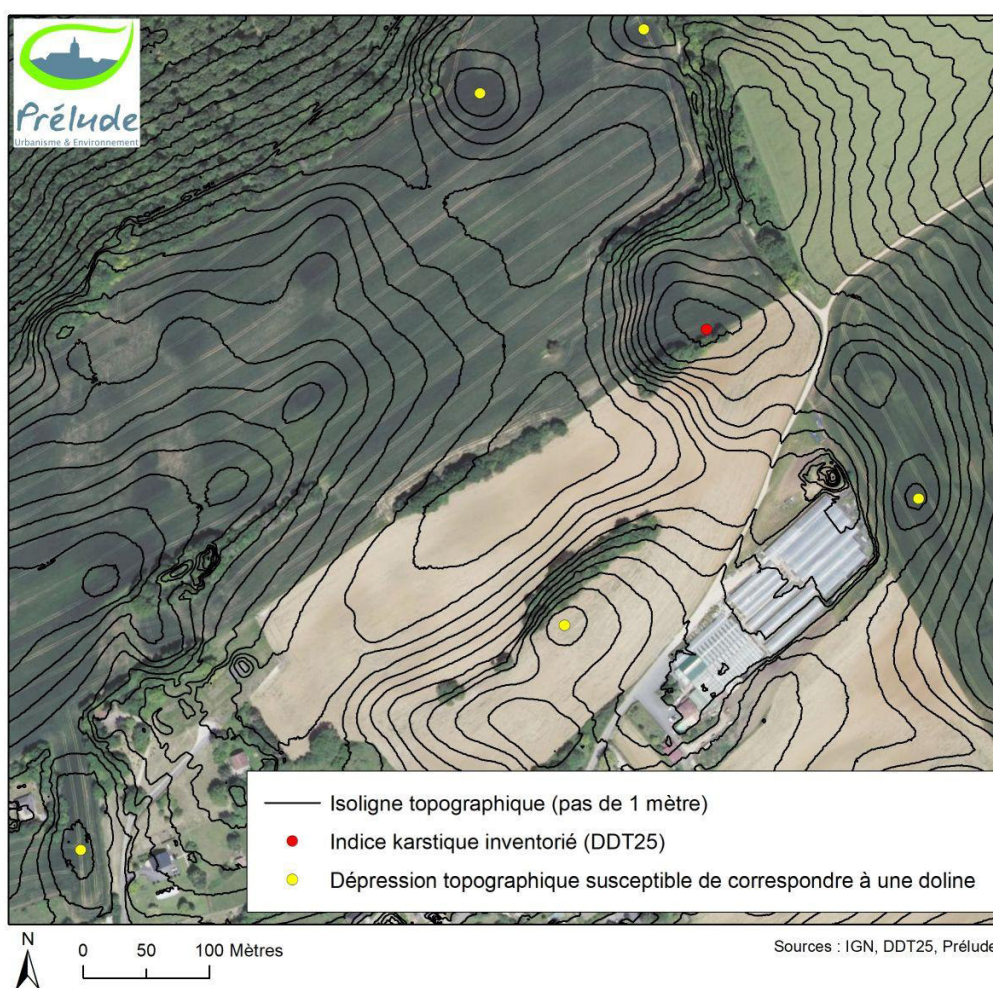 Prélude
Urbanisme & Environnement
Isoligne topographique (pas de 1 mètre)
Indice karstique inventorié (DDT25)
Dépression topographique susceptible de correspondre à une doline
N
0 50 100 Mètres
Sources : IGN, DDT25, Prélude